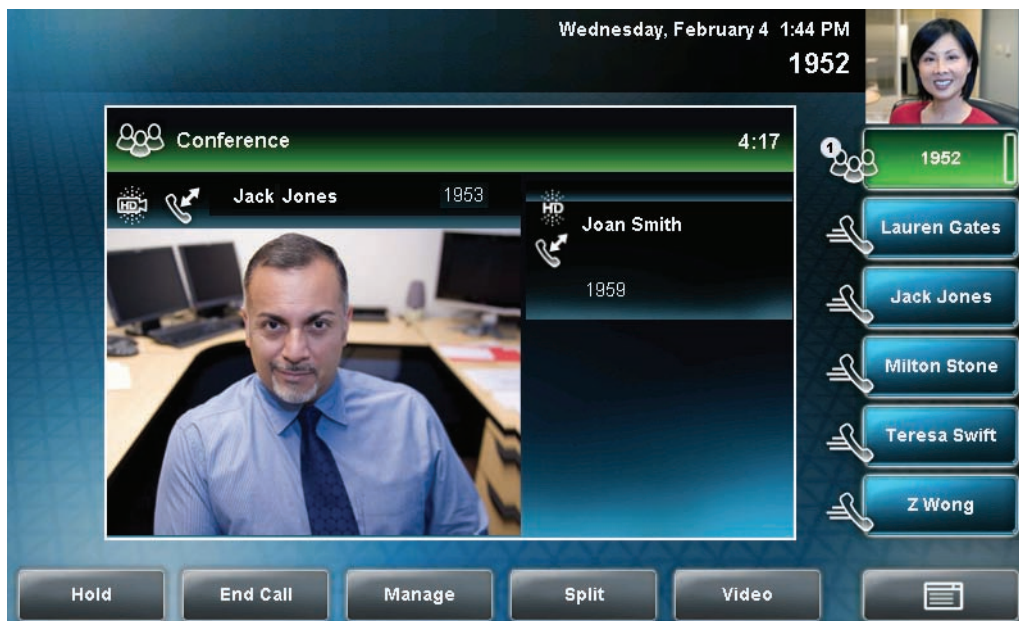 Wednesday, February 4 1:44 PM
1952
Conference 4:17
HD Jack Jones 1953
HD
Joan Smith
1959
1 1952
Lauren Gates
Jack Jones
Milton Stone
Teresa Swift
Z Wong
Hold End Call Manage Split Video